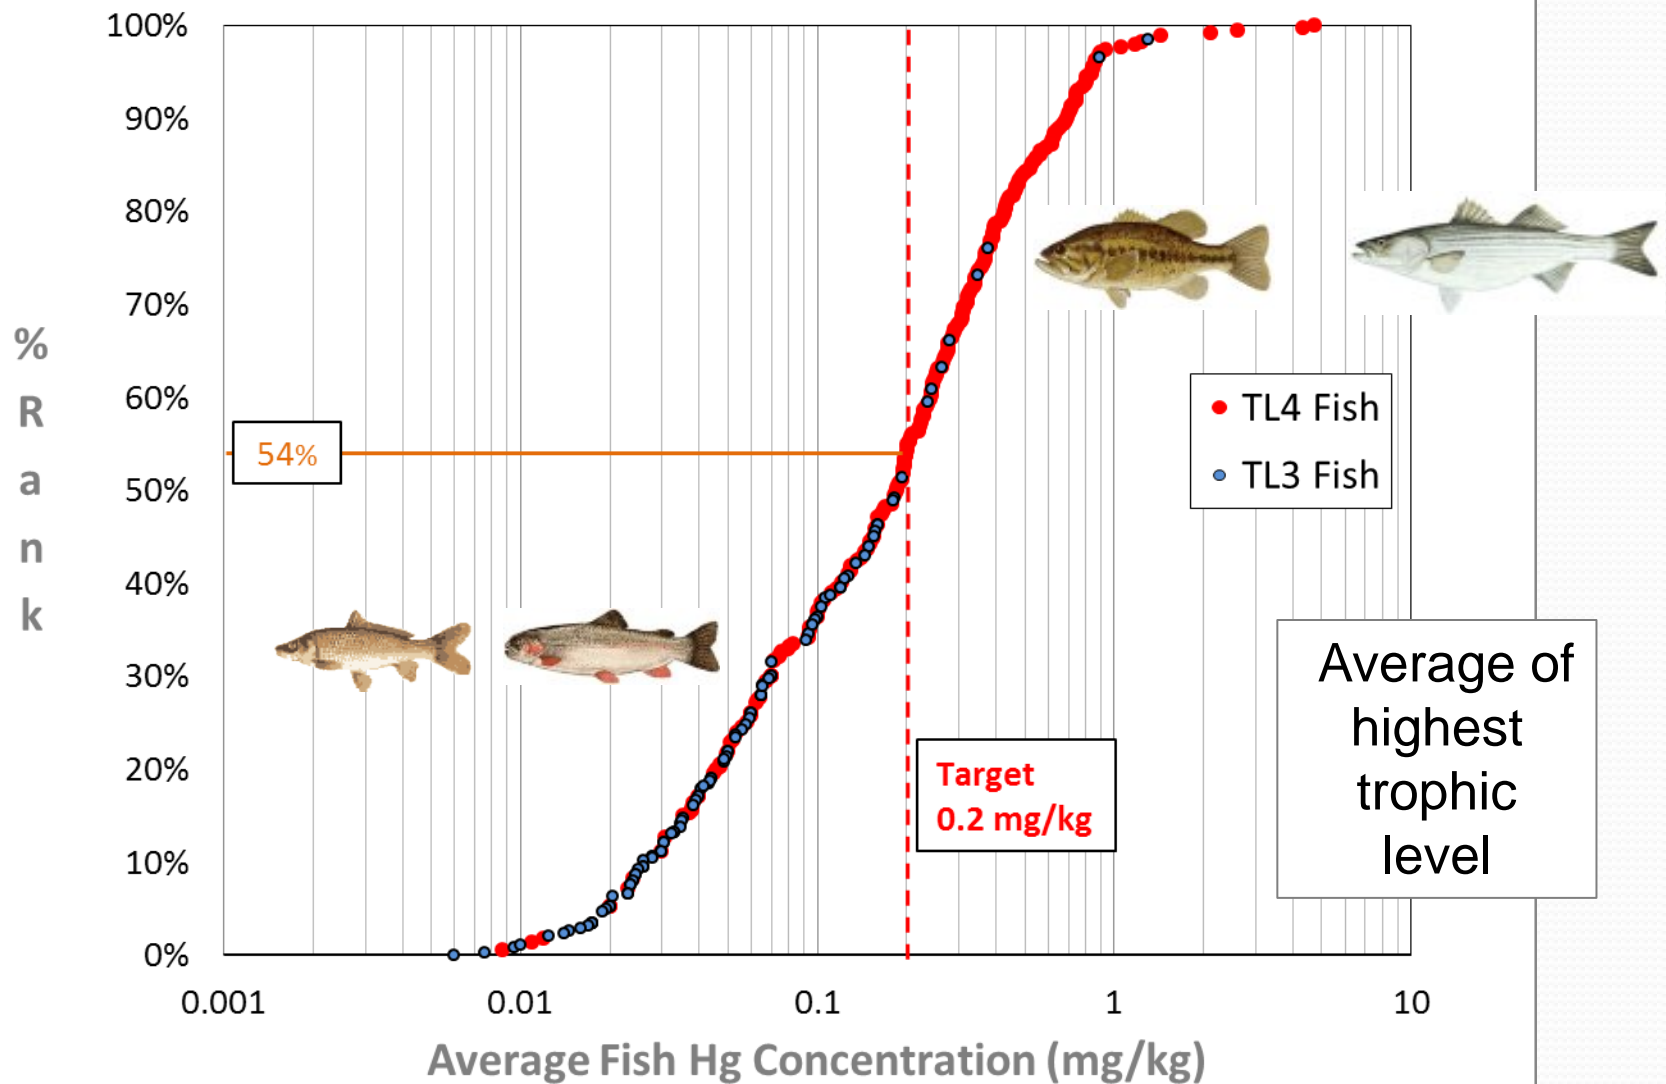 100%
90%
80%
70%
60%
50%
40%
30%
20%
10%
0%
%
R
a
n
k
54%
TL4 Fish
TL3 Fish
Target
0.2 mg/kg
Average of
highest
trophic
level
0.001 0.01 0.1 1 10
Average Fish Hg Concentration (mg/kg)